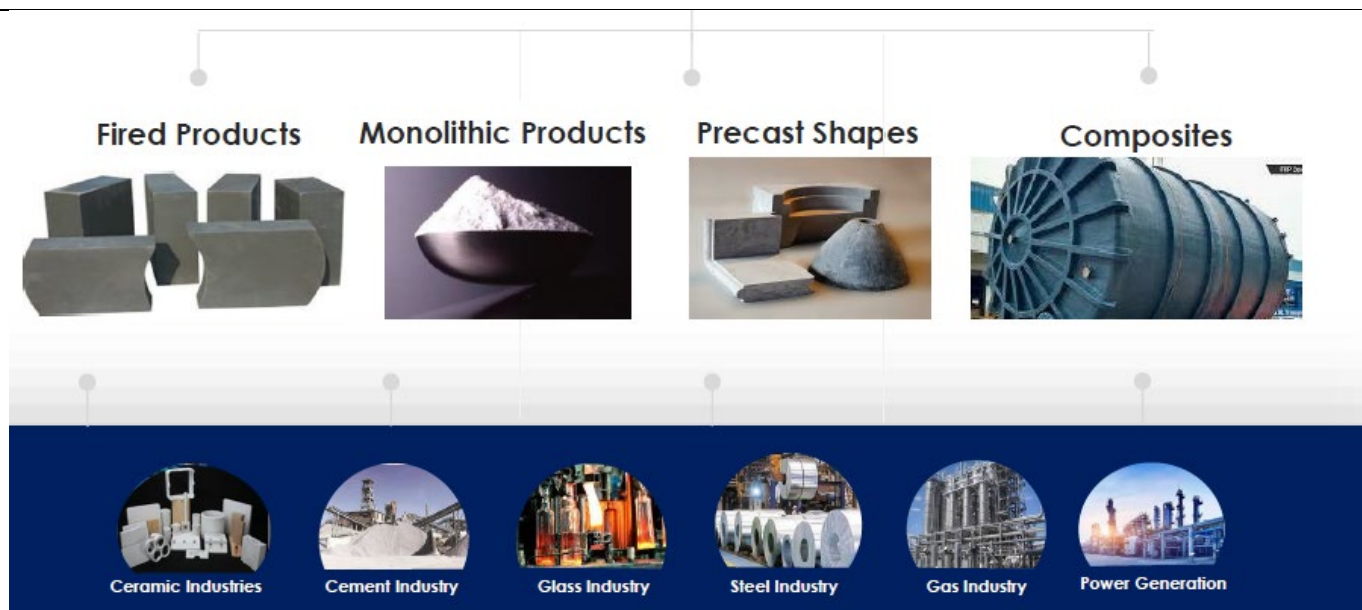 Fired Products
Monolithic Products
Precast Shapes
Composites
Ceramic Industries
Cement Industry
Glass Industry
Steel Industry
Gas Industry
Power Generation